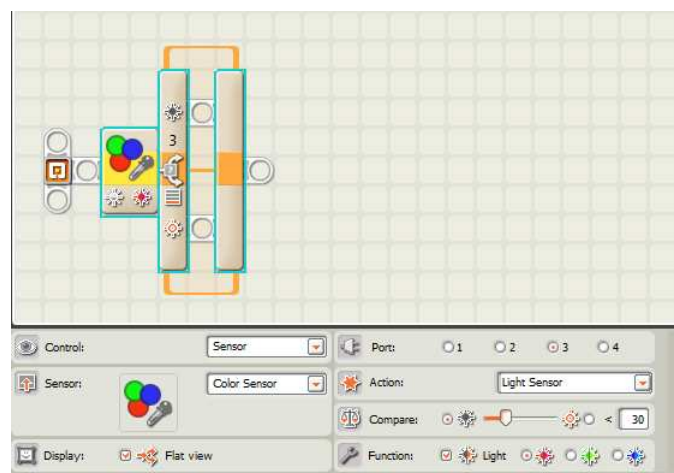 3
Control: Sensor
Port: 1 2 3 4
Sensor: Color Sensor
Action: Light Sensor
Compare: < 30
Display: Flat view
Function: Light